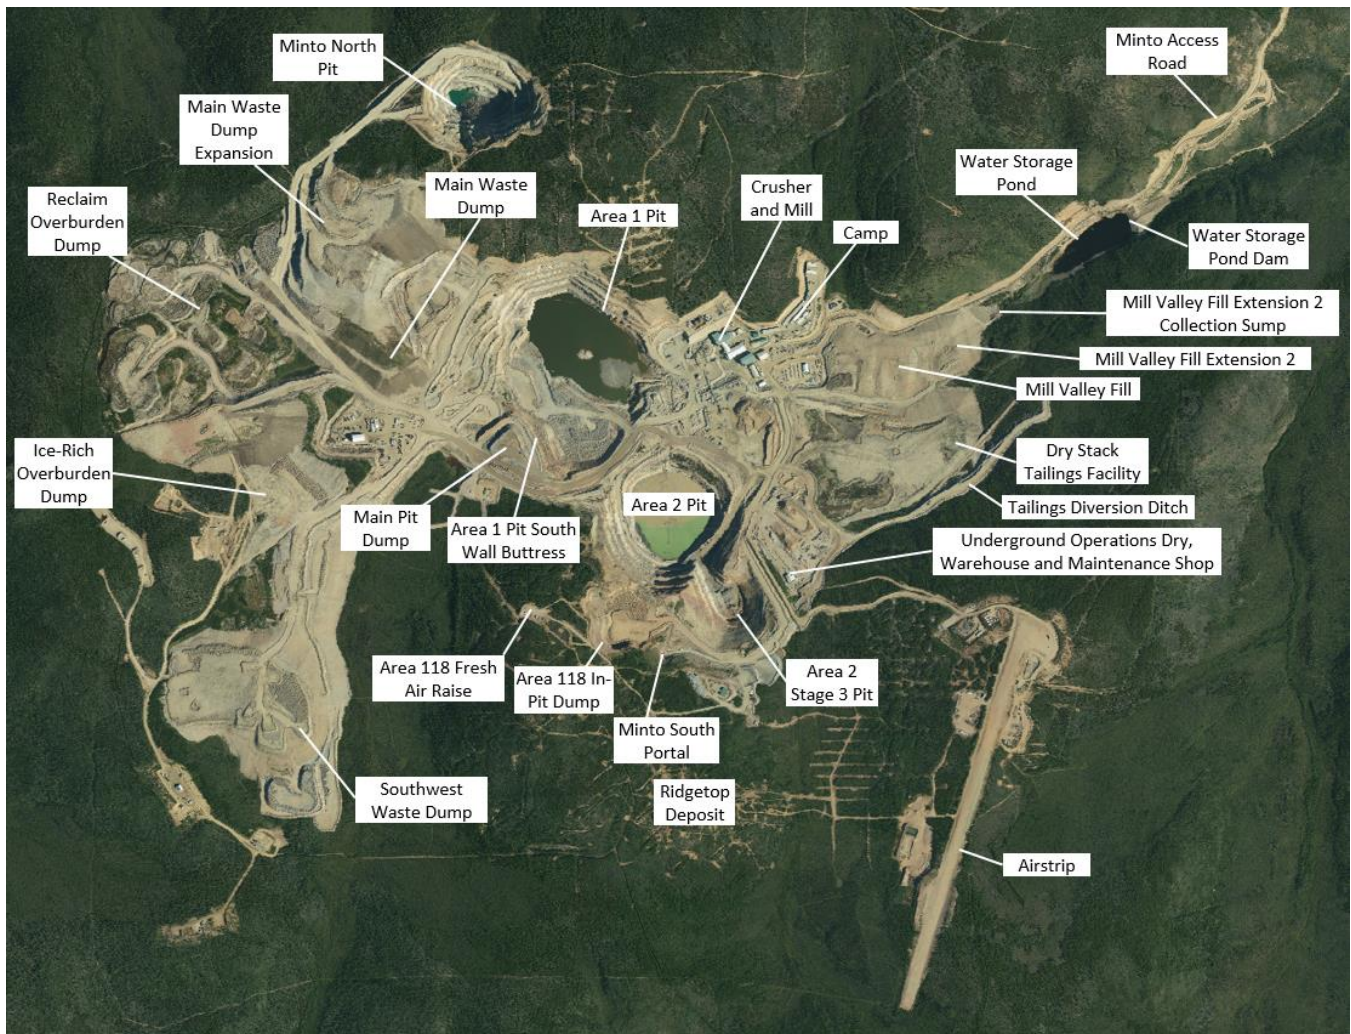 Minto North
Pit
Minto Access
Road
Main Waste
Dump
Expansion
Water Storage
Pond
Main Waste
Dump
Crusher
and Mill
Reclaim
Overburden
Dump
Area 1 Pit
Camp
Water Storage
Pond Dam
Mill Valley Fill Extension 2
Collection Sump
Mill Valley Fill Extension 2
Mill Valley Fill
Ice-Rich
Overburden
Dump
Dry Stack
Tailings Facility
Main Pit
Dump
Area 1 Pit South
Wall Buttress
Area 2 Pit
Tailings Diversion Ditch
Underground Operations Dry,
Warehouse and Maintenance Shop
Area 118 Fresh
Air Raise
Area 118 In-
Pit Dump
Area 2
Stage 3 Pit
Minto South
Portal
Southwest
Waste Dump
Ridgetop
Deposit
Airstrip